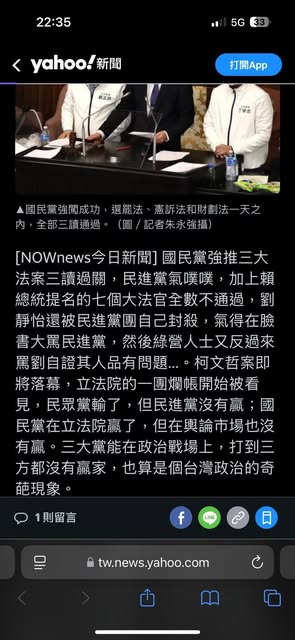 22:35
5G
33
yahoo!新聞
打開App
▲國民黨強闖成功，選罷法、憲訴法和財劃法一天之
內，全部三讀通過。（圖 / 記者朱永強攝）
[NOWnews今日新聞] 國民黨強推三大
法案三讀過關，民進黨氣噗噗，加上賴
總統提名的七個大法官全數不通過，劉
靜怡還被民進黨團自己封殺，氣得在臉
書大罵民進黨，然後綠營人士又反過來
罵劉自證其人品有問題...。柯文哲案即
將落幕，立法院的一團爛帳開始被看
見，民眾黨輸了，但民進黨沒有贏；國
民黨在立法院贏了，但在輿論市場也沒
有贏。三大黨能在政治戰場上，打到三
方都沒有贏家，也算是個台灣政治的奇
葩現象。
1則留言
LINE
tw.news.yahoo.com